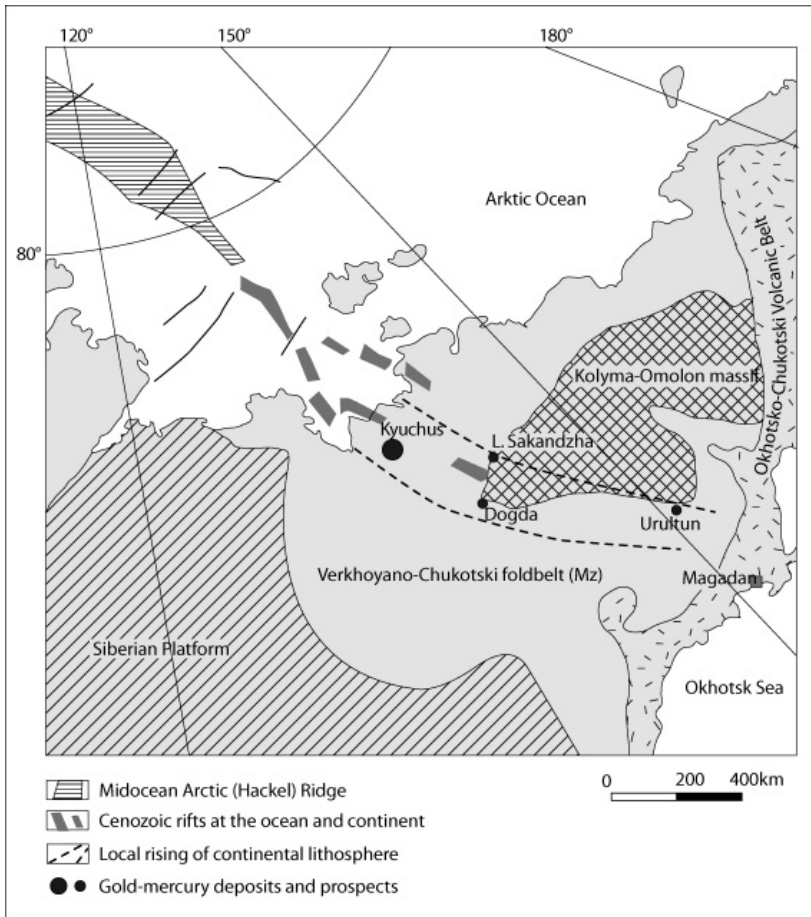 120°
150°
180°
80°
Arktic Ocean
Okhotsko-Chukotski Volcanic Belt
Kolyma-Omolon massif
Kyuchus
L. Sakandzha
Dogda
Urultun
Verkhoyano-Chukotski foldbelt (Mz)
Magadan
Siberian Platform
Okhotsk Sea
0 200 400km
Midocean Arctic (Hackel) Ridge
Cenozoic rifts at the ocean and continent
Local rising of continental lithosphere
Gold-mercury deposits and prospects